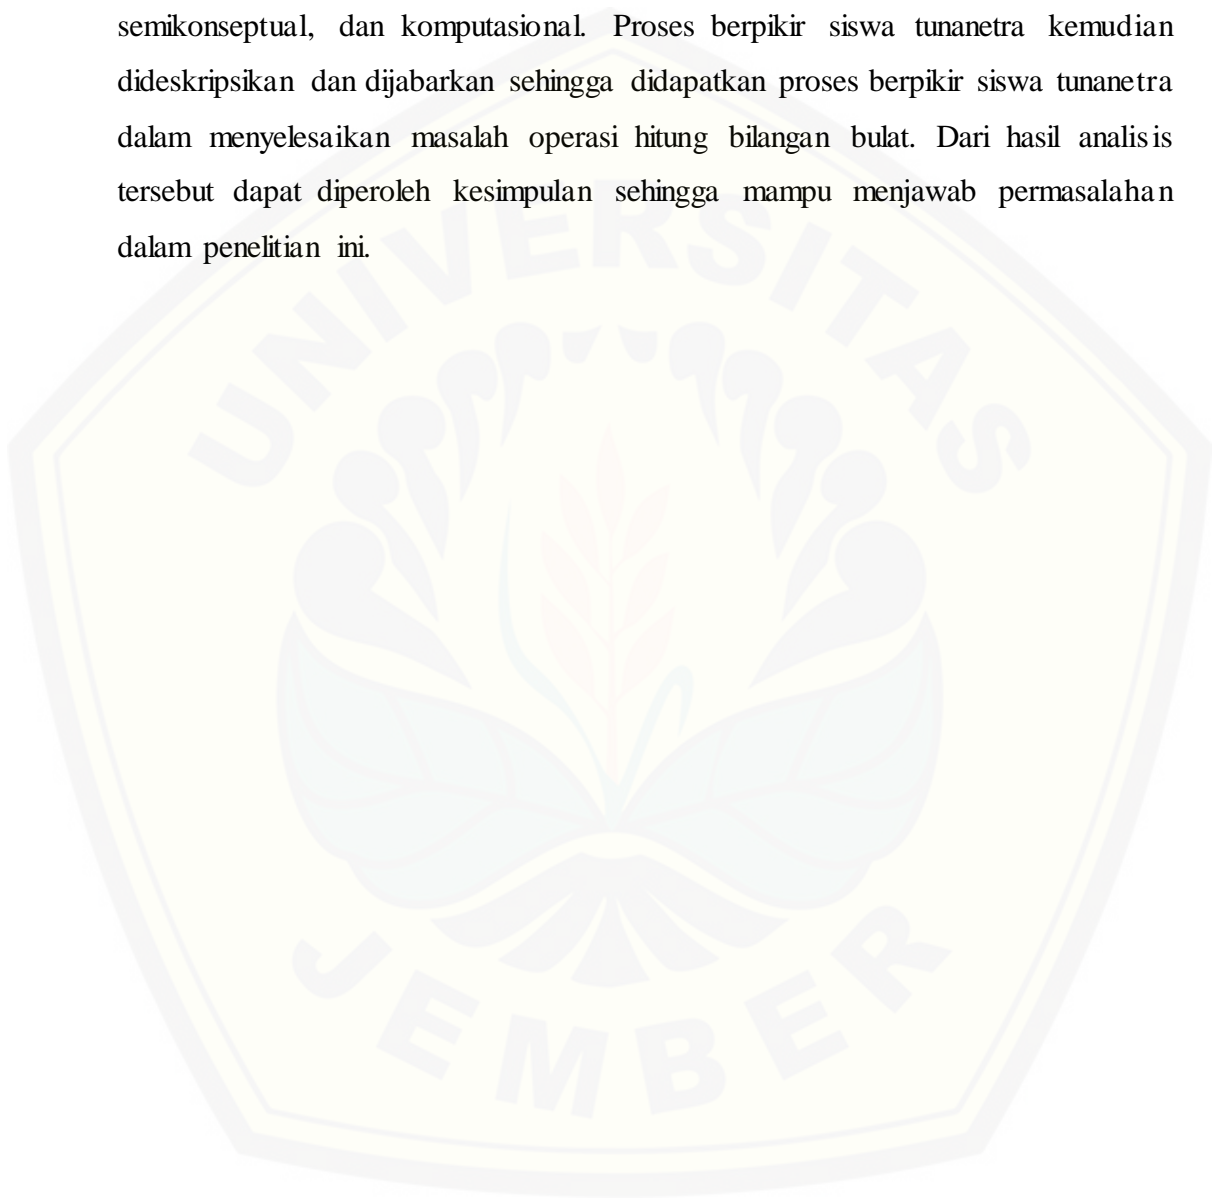 semikonseptual, dan komputasional. Proses berpikir siswa tunanetra kemudian
dideskripsikan dan dijabarkan sehingga didapatkan proses berpikir siswa tunanetra
dalam menyelesaikan masalah operasi hitung bilangan bulat. Dari hasil analisis
tersebut dapat diperoleh kesimpulan sehingga mampu menjawab permasalahan
dalam penelitian ini.
UNIVERSITAS
JEMBER